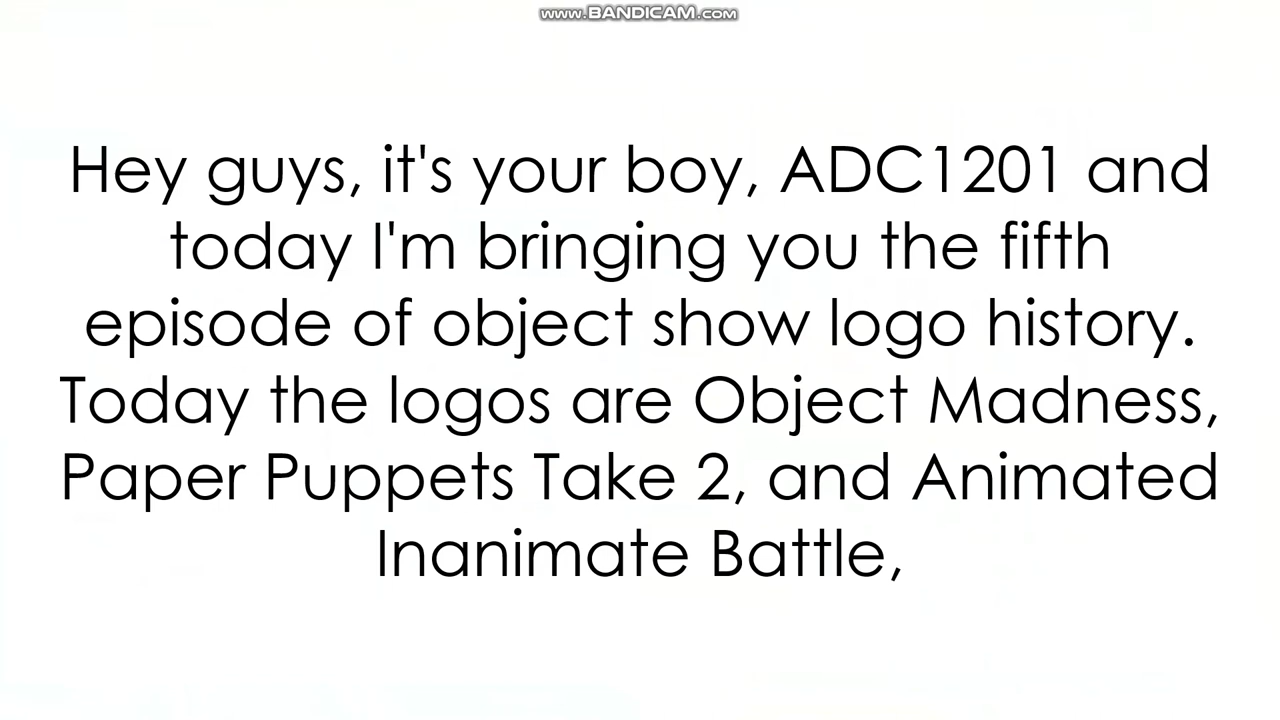 www.BANDICAM.com
Hey guys, it's your boy, ADC1201 and
today I'm bringing you the fifth
episode of object show logo history.
Today the logos are Object Madness,
Paper Puppets Take 2, and Animated
Inanimate Battle,